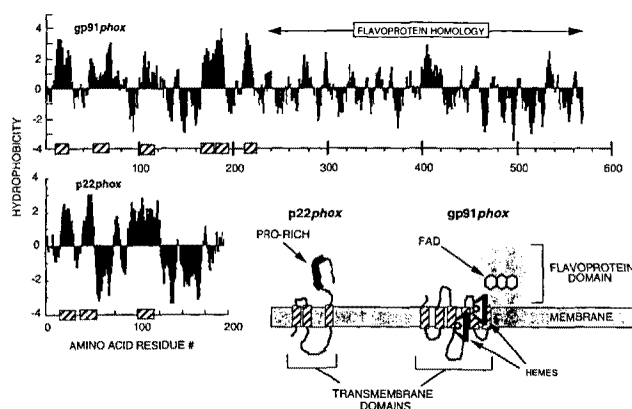 gp91phox
FLAVOPROTEIN HOMOLOGY
5
4
2
0
-2
-4
0
100
200
300
400
500
600
HYDROPHOBICITY
p22phox
4
2
0
-2
-4
0
200
AMINO ACID RESIDUE #
p22phox
gp91phox
PRO-RICH
FAD
FLAVOPROTEIN
DOMAIN
MEMBRANE
HEMES
TRANSMEMBRANE
DOMAINS